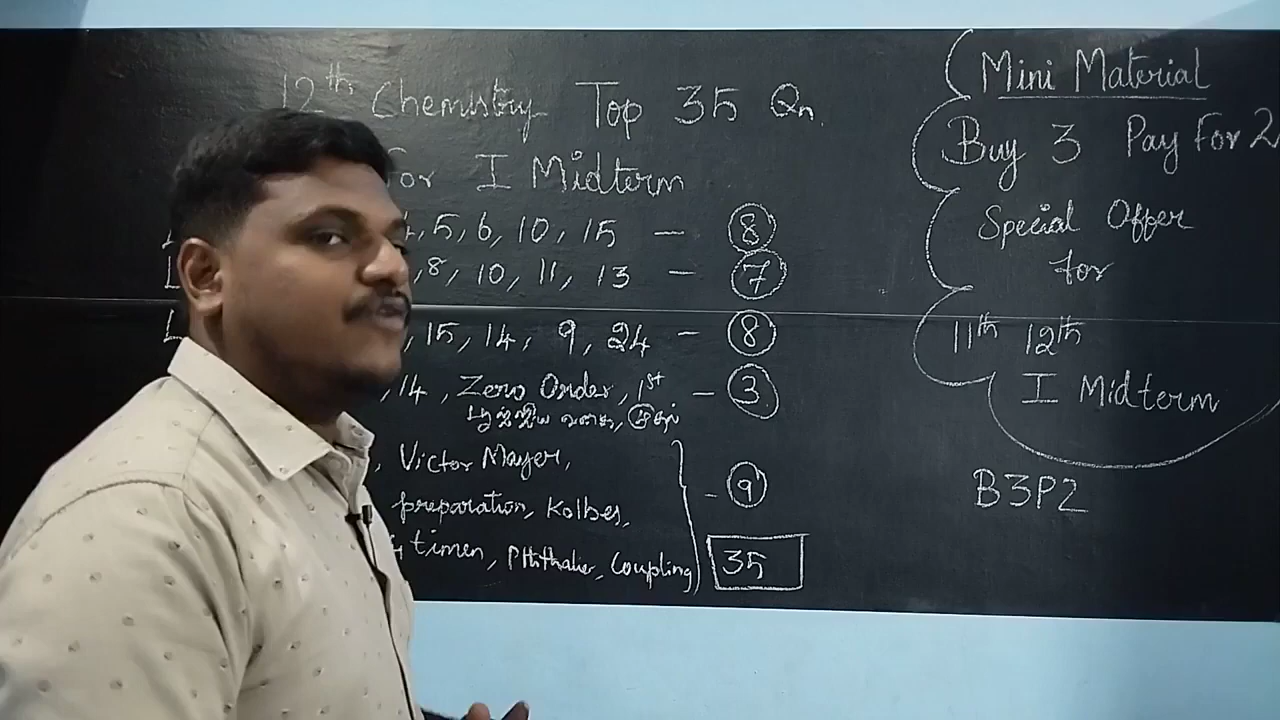 12th Chemistry Top 35 Qn.
For I Midterm
4, 5, 6, 10, 15 – 8
L , 8, 10, 11, 13 – 7
L , 15, 14, 9, 24 – 8
, 14, Zero Order, 1st – 3
பூஜ்ஜிய வகை,
, Victor Mayer,
preparation, Kolbes, – 9
timen, Phthalic, Coupling
35
Mini Material
Buy 3 Pay For 2
Special Offer
for
11th 12th
I Midterm
B3P2